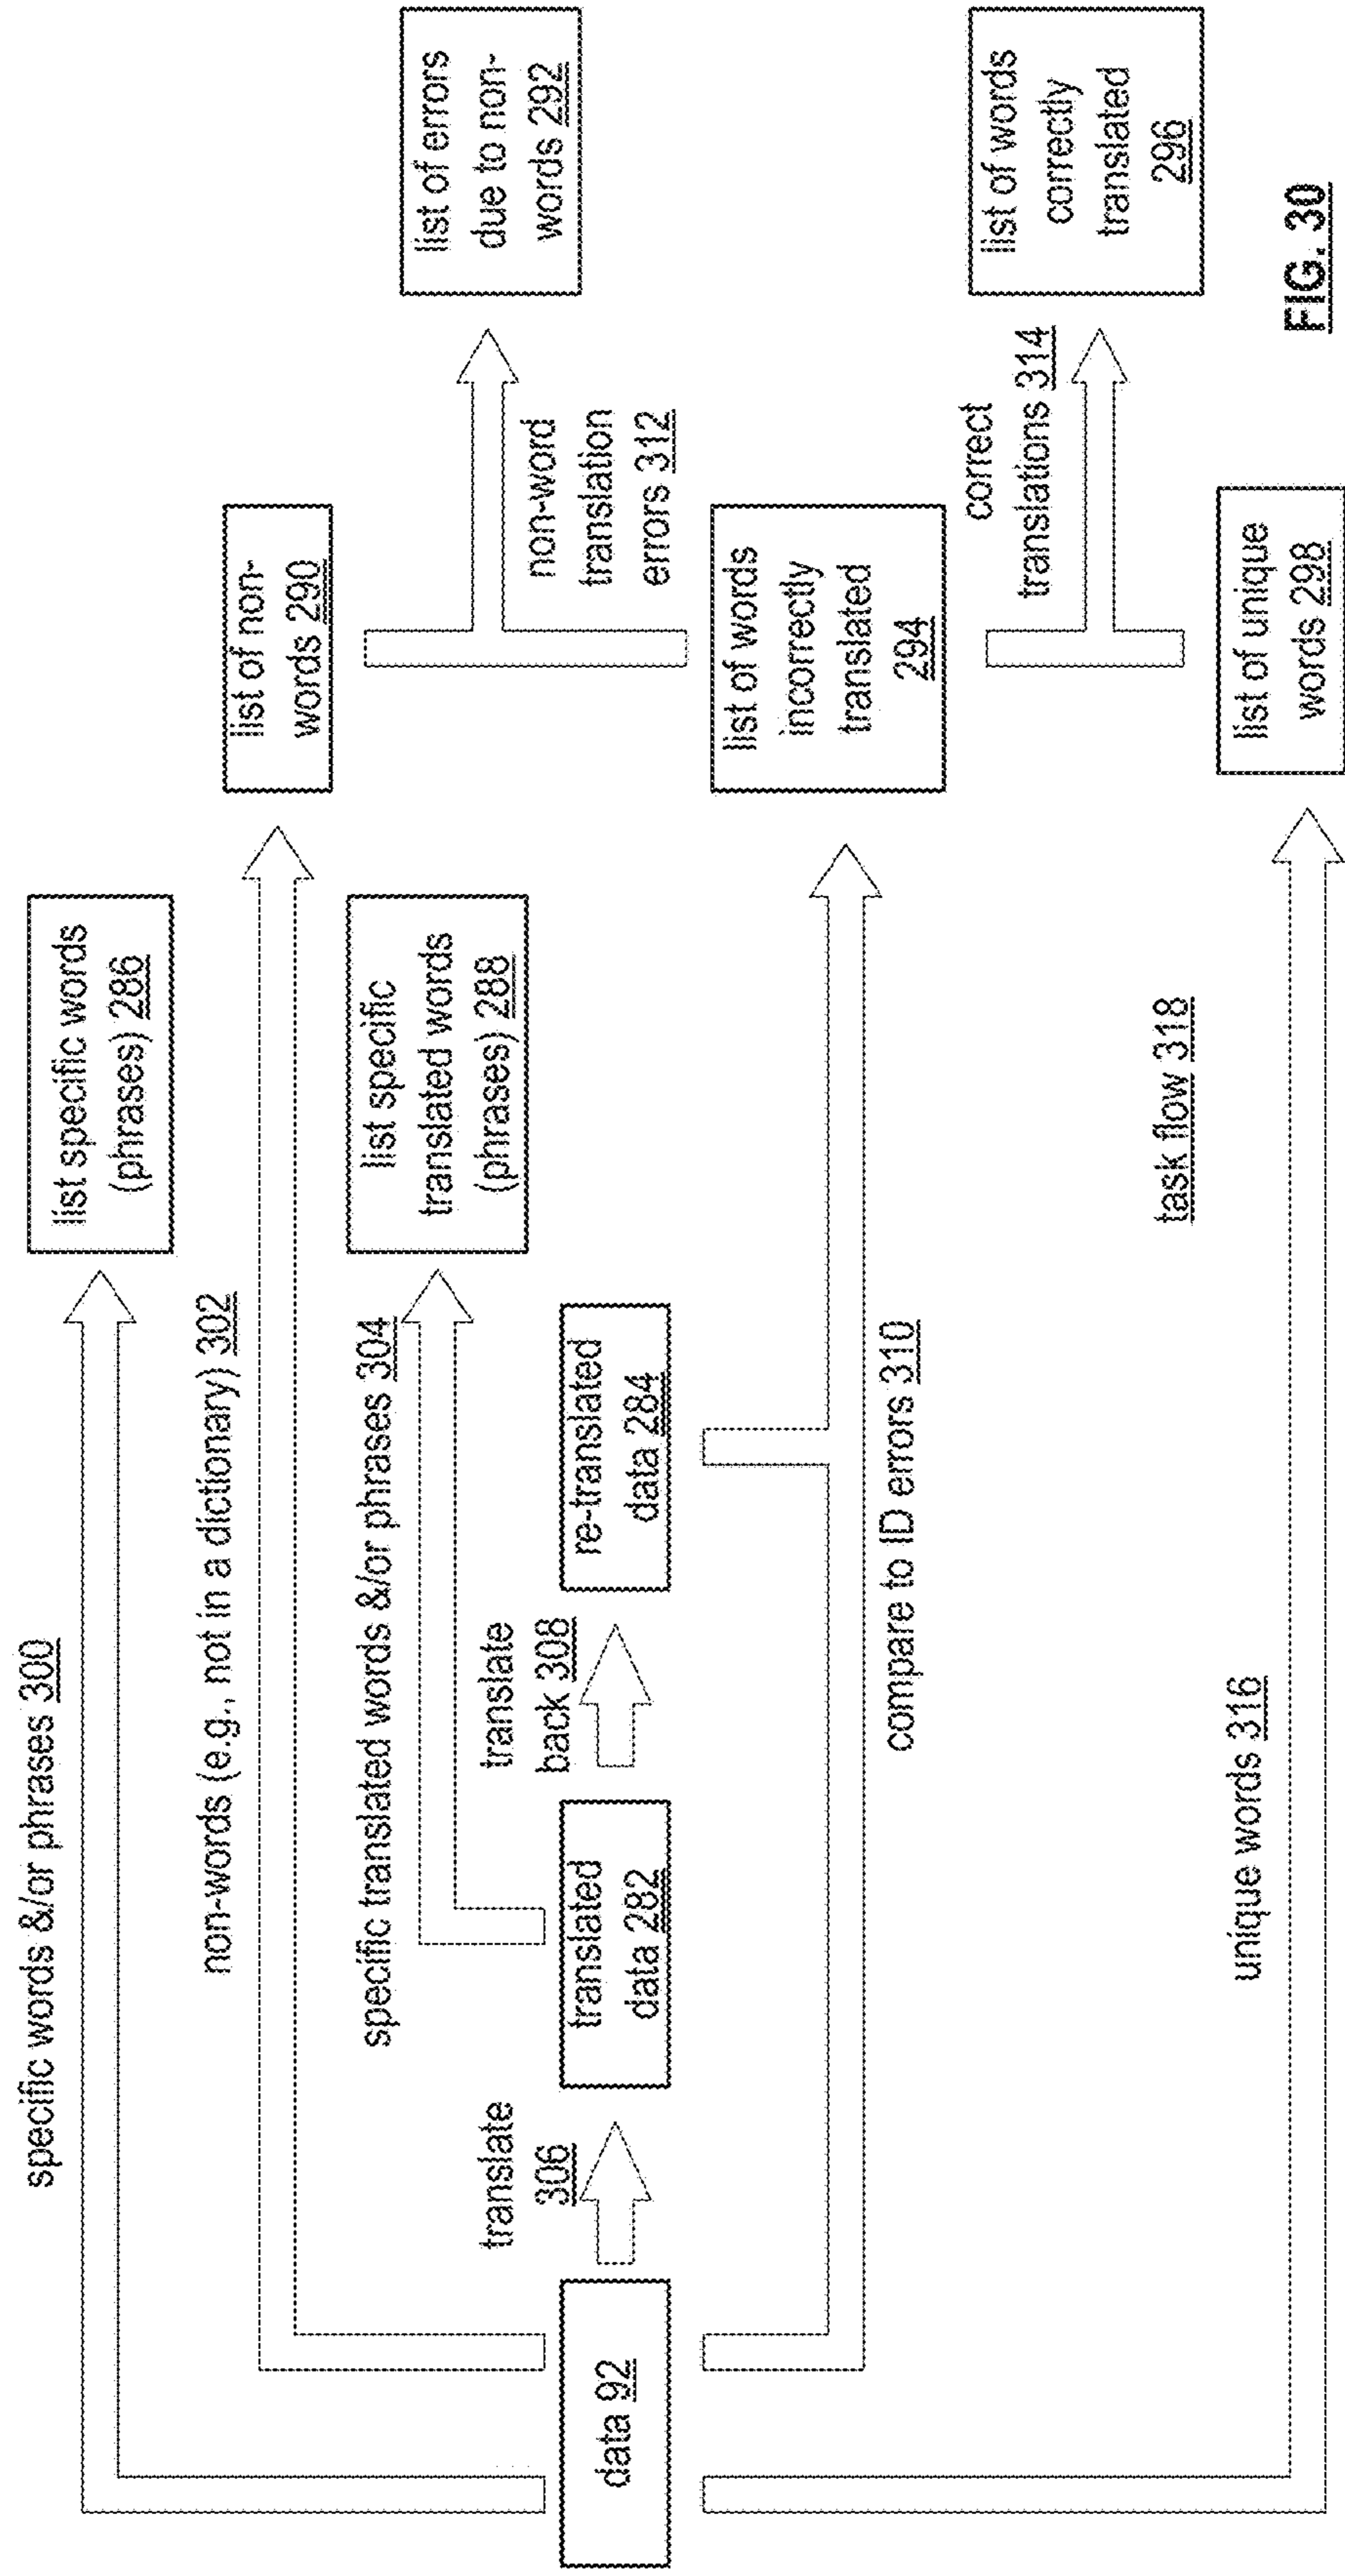 specific words &/or phrases 300
list specific words
(phrases) 286
non-words (e.g., not in a dictionary) 302
list of non-
words 290
specific translated words &/or phrases 304
list specific
translated words
(phrases) 288
list of errors
due to non-
words 292
non-word
translation
errors 312
translate
306
translate
back 308
data 92
translated
data 282
re-translated
data 284
list of words
incorrectly
translated
294
compare to ID errors 310
correct
translations 314
list of words
correctly
translated
296
task flow 318
unique words 316
list of unique
words 298
FIG. 30